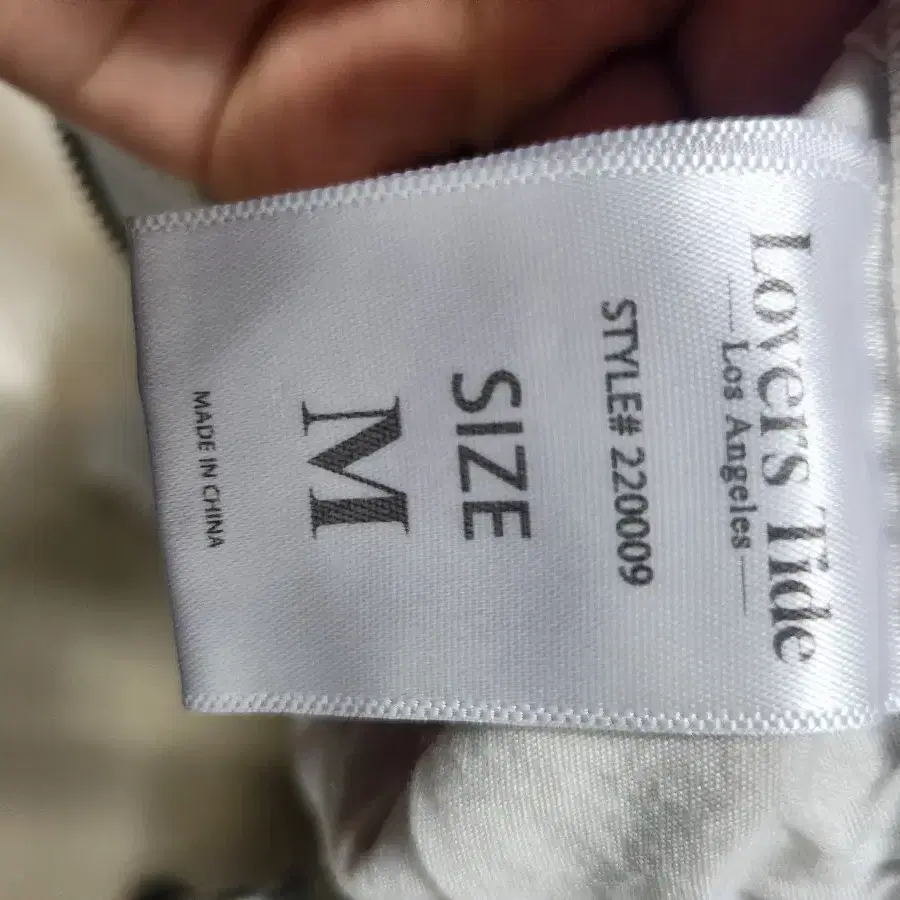 Lovers Tide
Los Angeles
STYLE# 220009
SIZE
M
MADE IN CHINA